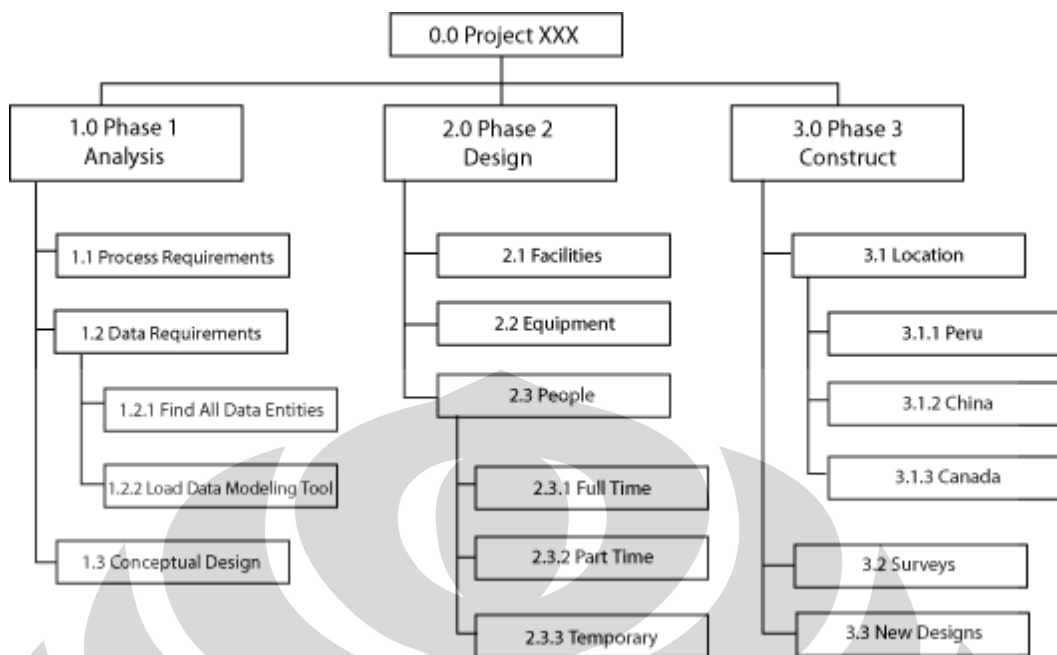 0.0 Project XXX
1.0 Phase 1
Analysis
1.1 Process Requirements
1.2 Data Requirements
1.2.1 Find All Data Entities
1.2.2 Load Data Modeling Tool
1.3 Conceptual Design
2.0 Phase 2
Design
2.1 Facilities
2.2 Equipment
2.3 People
2.3.1 Full Time
2.3.2 Part Time
2.3.3 Temporary
3.0 Phase 3
Construct
3.1 Location
3.1.1 Peru
3.1.2 China
3.1.3 Canada
3.2 Surveys
3.3 New Designs